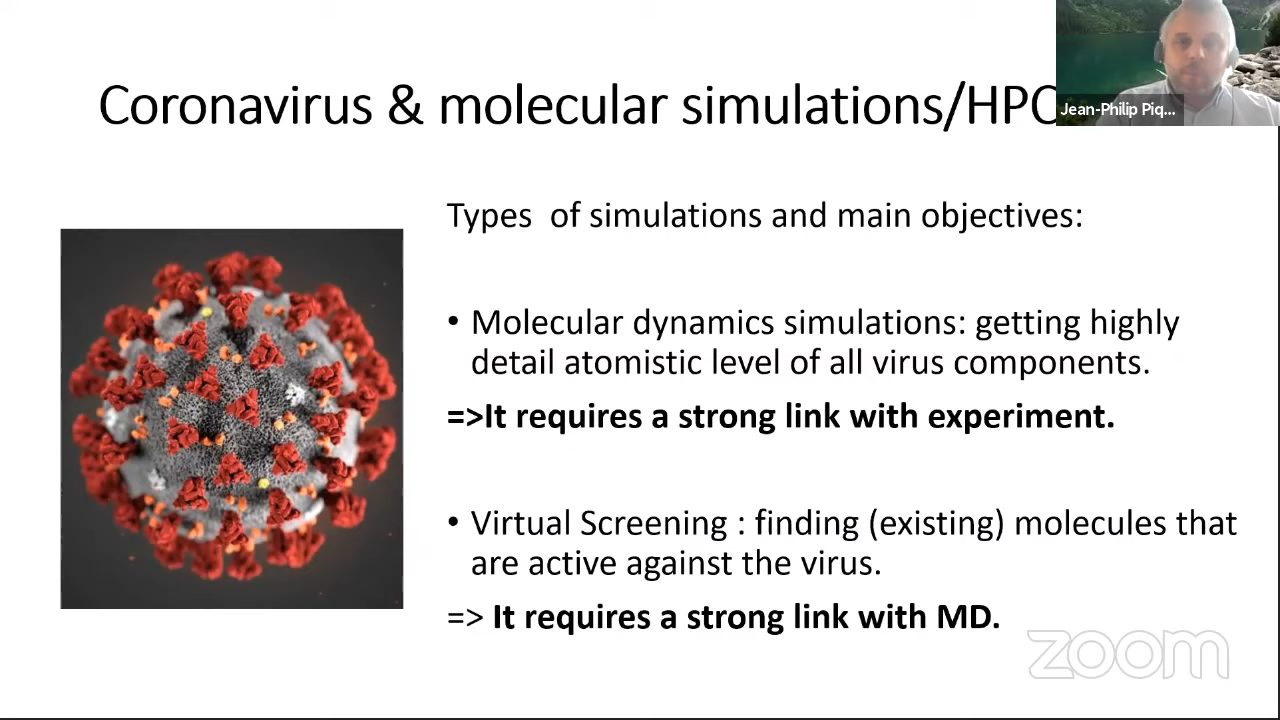 Coronavirus & molecular simulations/HPC
Jean-Philip Piq...
Types of simulations and main objectives:
• Molecular dynamics simulations: getting highly
detail atomistic level of all virus components.
=>It requires a strong link with experiment.
• Virtual Screening : finding (existing) molecules that
are active against the virus.
=> It requires a strong link with MD.
zoom